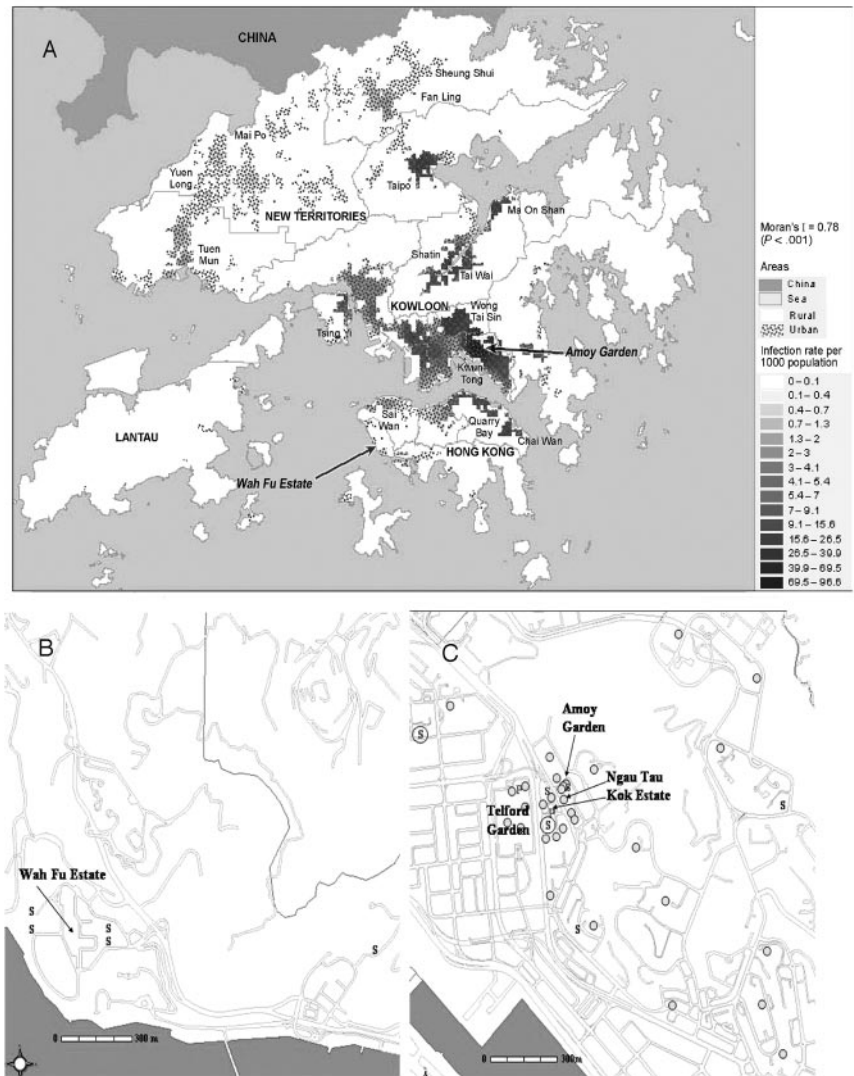 A
CHINA
Sheung Shui
Fan Ling
Mai Po
Yuen
Long
Taipo
NEW TERRITORIES
Ma On Shan
Tuen
Mun
Shatin
Tai Wai
KOWLOON
Wong
Tai Sin
Tsing Yi
Amoy Garden
Kwun
Tong
Sai
Wan
Quarry
Bay
Chai Wan
LANTAU
HONG KONG
Wah Fu Estate
Moran's I = 0.78
(P < .001)
Areas
China
Sea
Rural
Urban
Infection rate per
1000 population
0–0.1
0.1–0.4
0.4–0.7
0.7–1.3
1.3–2
2–3
3–4.1
4.1–5.4
5.4–7
7–9.1
9.1–15.6
15.6–26.5
26.5–39.9
39.9–69.5
69.5–96.6
B
Wah Fu Estate
S
S
S
S
S
0 300 m
C
Amoy
Garden
S
Ngau Tau
Kok Estate
S
S
P
Telford
Garden
S
S
S
0 300 m